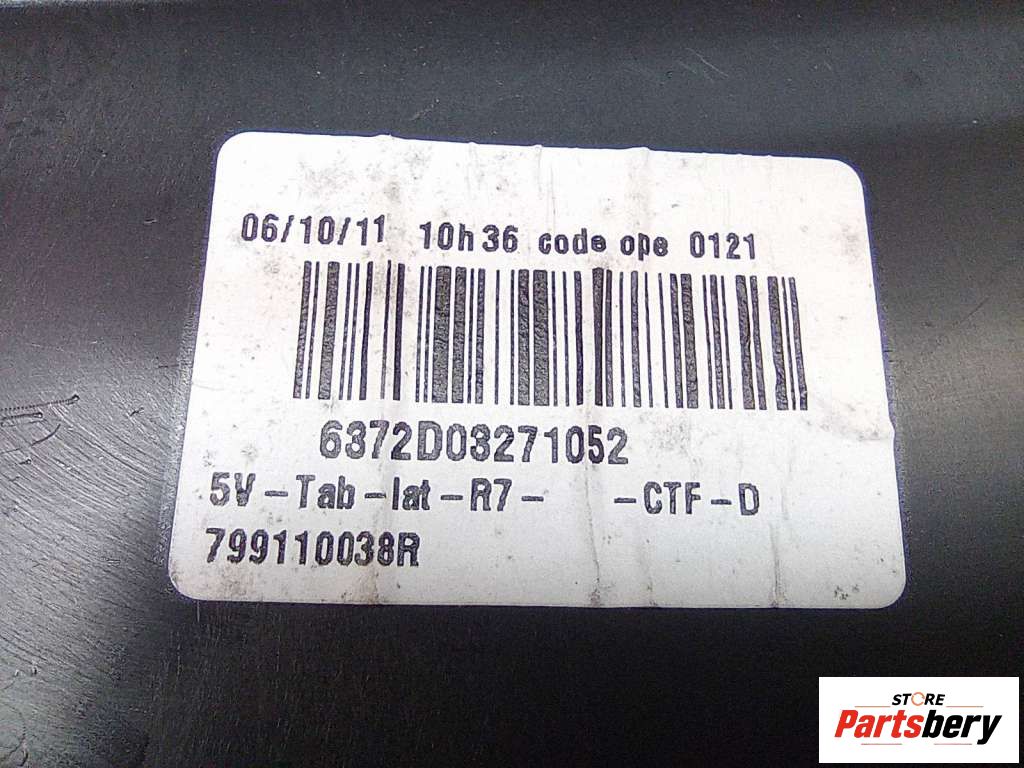 06/10/11 10h36 code ope 0121
6372D03271052
5V-Tab-lat-R7- -CTF-D
799110038R
STORE
Partsbery